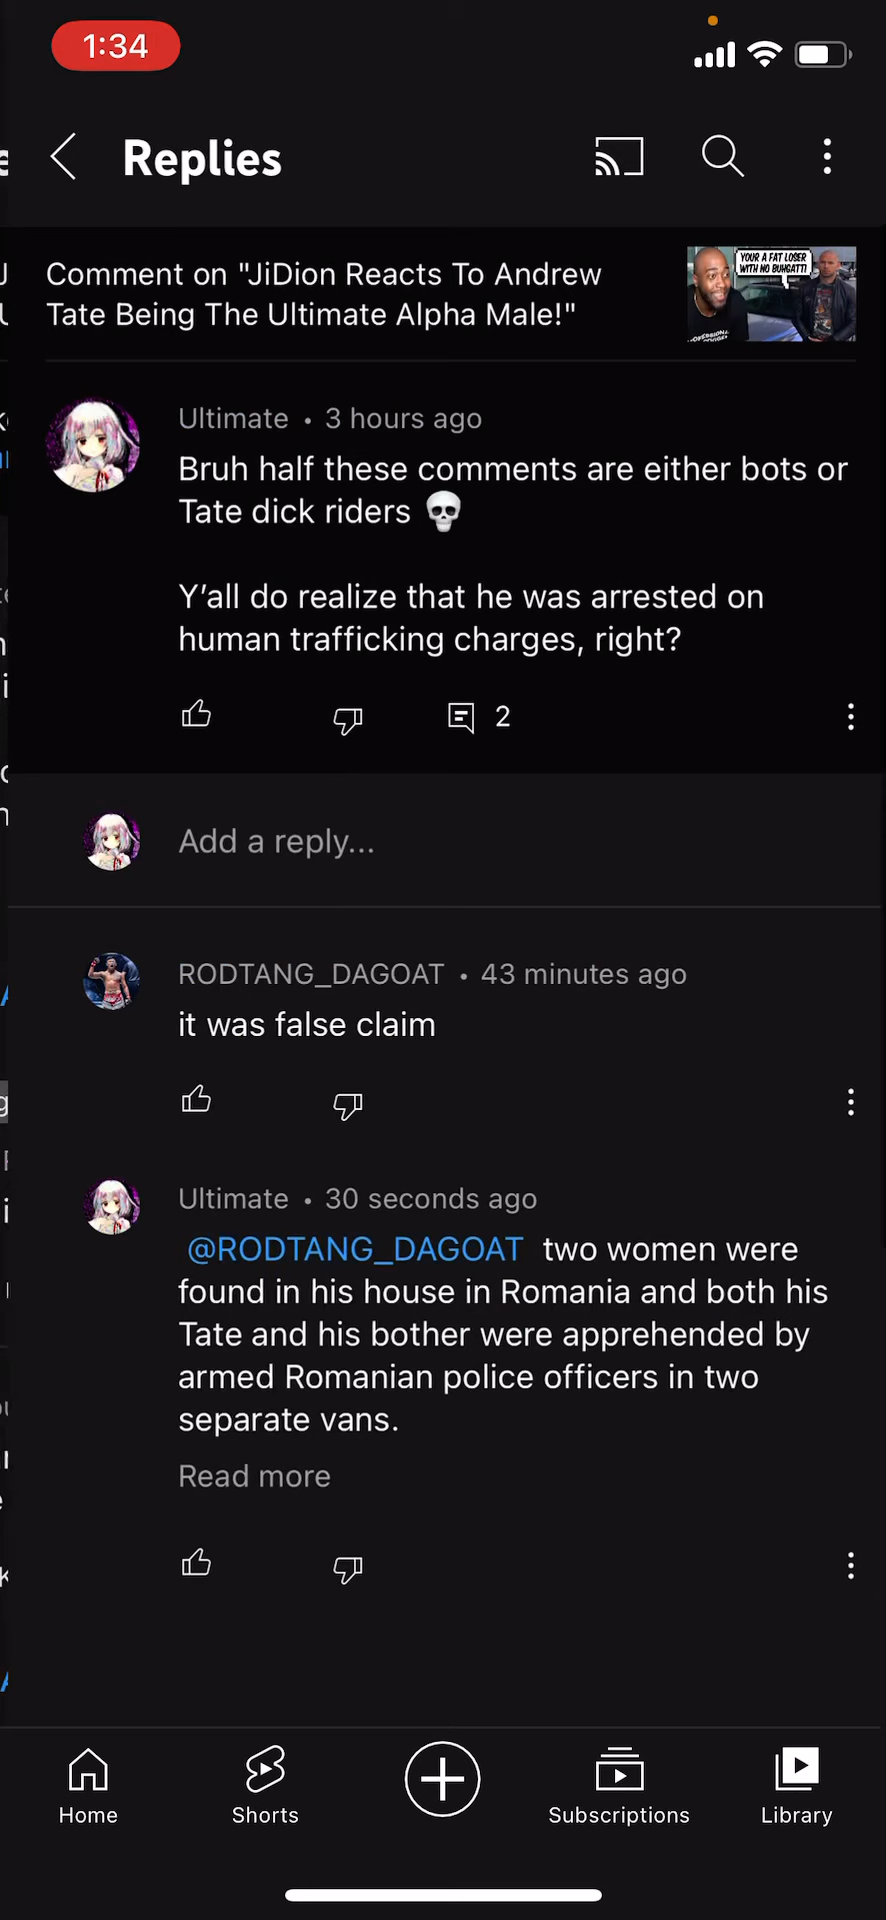 1:34
Replies
Comment on "JiDion Reacts To Andrew
Tate Being The Ultimate Alpha Male!"
YOUR A FAT LOSER
WITH NO BUHGATTI
Ultimate • 3 hours ago
Bruh half these comments are either bots or
Tate dick riders 💀
Y’all do realize that he was arrested on
human trafficking charges, right?
2
Add a reply...
RODTANG_DAGOAT • 43 minutes ago
it was false claim
Ultimate • 30 seconds ago
@RODTANG_DAGOAT two women were
found in his house in Romania and both his
Tate and his bother were apprehended by
armed Romanian police officers in two
separate vans.
Read more
Home
Shorts
Subscriptions
Library